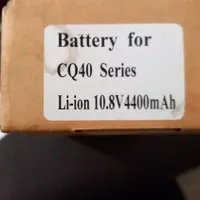 Battery for
CQ40 Series
Li-ion 10.8V4400mAh